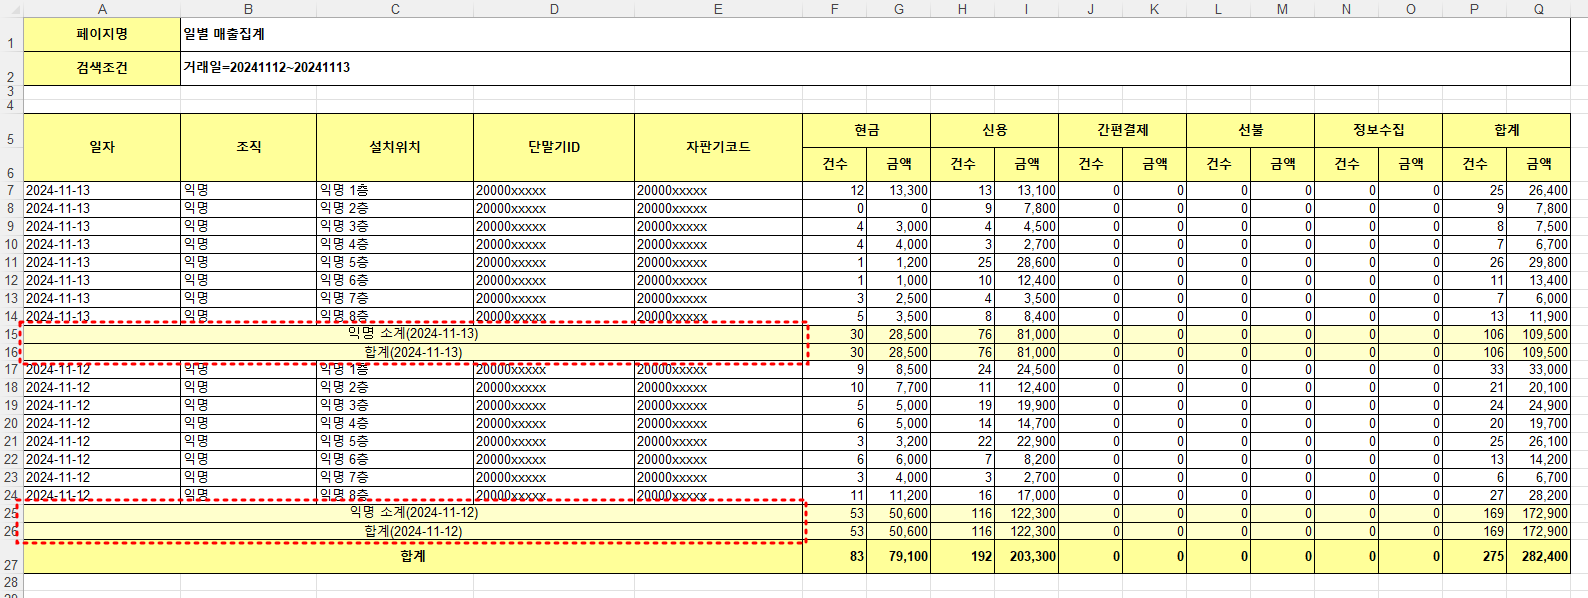 A B C D E F G H I J K L M N O P Q
1 페이지명 일별 매출집계
2 검색조건 거래일=20241112~20241113
3
4
5 일자 조직 설치위치 단말기ID 자판기코드 현금 신용 간편결제 선불 정보수집 합계
6 건수 금액 건수 금액 건수 금액 건수 금액 건수 금액 건수 금액
7 2024-11-13 익명 익명 1층 20000xxxxx 20000xxxxx 12 13,300 13 13,100 0 0 0 0 0 0 25 26,400
8 2024-11-13 익명 익명 2층 20000xxxxx 20000xxxxx 0 0 9 7,800 0 0 0 0 0 0 9 7,800
9 2024-11-13 익명 익명 3층 20000xxxxx 20000xxxxx 4 3,000 4 4,500 0 0 0 0 0 0 8 7,500
10 2024-11-13 익명 익명 4층 20000xxxxx 20000xxxxx 4 4,000 3 2,700 0 0 0 0 0 0 7 6,700
11 2024-11-13 익명 익명 5층 20000xxxxx 20000xxxxx 1 1,200 25 28,600 0 0 0 0 0 0 26 29,800
12 2024-11-13 익명 익명 6층 20000xxxxx 20000xxxxx 1 1,000 10 12,400 0 0 0 0 0 0 11 13,400
13 2024-11-13 익명 익명 7층 20000xxxxx 20000xxxxx 3 2,500 4 3,500 0 0 0 0 0 0 7 6,000
14 2024-11-13 익명 익명 8층 20000xxxxx 20000xxxxx 5 3,500 8 8,400 0 0 0 0 0 0 13 11,900
15 익명 소계(2024-11-13) 30 28,500 76 81,000 0 0 0 0 0 0 106 109,500
16 합계(2024-11-13) 30 28,500 76 81,000 0 0 0 0 0 0 106 109,500
17 2024-11-12 익명 익명 1층 20000xxxxx 20000xxxxx 9 8,500 24 24,500 0 0 0 0 0 0 33 33,000
18 2024-11-12 익명 익명 2층 20000xxxxx 20000xxxxx 10 7,700 11 12,400 0 0 0 0 0 0 21 20,100
19 2024-11-12 익명 익명 3층 20000xxxxx 20000xxxxx 5 5,000 19 19,900 0 0 0 0 0 0 24 24,900
20 2024-11-12 익명 익명 4층 20000xxxxx 20000xxxxx 6 5,000 14 14,700 0 0 0 0 0 0 20 19,700
21 2024-11-12 익명 익명 5층 20000xxxxx 20000xxxxx 3 3,200 22 22,900 0 0 0 0 0 0 25 26,100
22 2024-11-12 익명 익명 6층 20000xxxxx 20000xxxxx 6 6,000 7 8,200 0 0 0 0 0 0 13 14,200
23 2024-11-12 익명 익명 7층 20000xxxxx 20000xxxxx 3 4,000 3 2,700 0 0 0 0 0 0 6 6,700
24 2024-11-12 익명 익명 8층 20000xxxxx 20000xxxxx 11 11,200 16 17,000 0 0 0 0 0 0 27 28,200
25 익명 소계(2024-11-12) 53 50,600 116 122,300 0 0 0 0 0 0 169 172,900
26 합계(2024-11-12) 53 50,600 116 122,300 0 0 0 0 0 0 169 172,900
27 합계 83 79,100 192 203,300 0 0 0 0 0 0 275 282,400
28